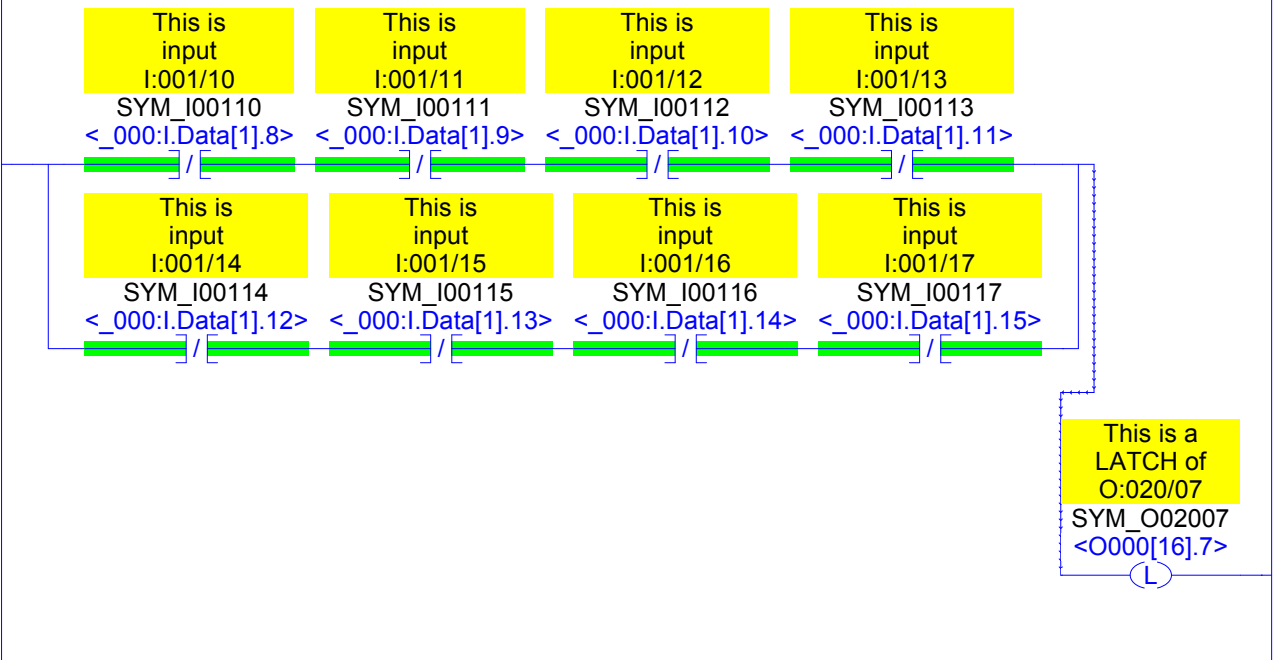 This is
input
I:001/10
SYM_I00110
<_000:I.Data[1].8>
This is
input
I:001/11
SYM_I00111
<_000:I.Data[1].9>
This is
input
I:001/12
SYM_I00112
<_000:I.Data[1].10>
This is
input
I:001/13
SYM_I00113
<_000:I.Data[1].11>
/
/
/
/
This is
input
I:001/14
SYM_I00114
<_000:I.Data[1].12>
This is
input
I:001/15
SYM_I00115
<_000:I.Data[1].13>
This is
input
I:001/16
SYM_I00116
<_000:I.Data[1].14>
This is
input
I:001/17
SYM_I00117
<_000:I.Data[1].15>
/
/
/
/
This is a
LATCH of
O:020/07
SYM_O02007
<O000[16].7>
L